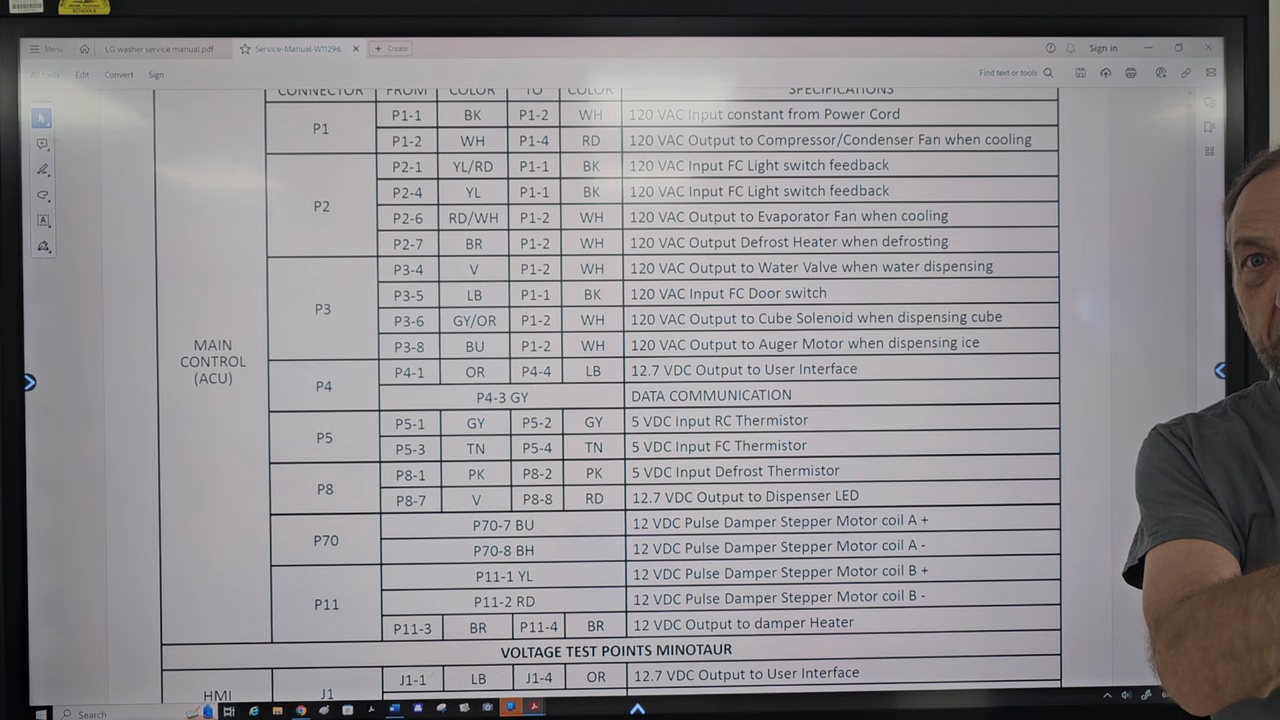 SCHOOLS
Menu LG washer service manual.pdf Service-Manual-W11296... Create Sign in
All tools Edit Convert Sign Find text or tools
CONNECTOR FROM COLOR TO COLOR SPECIFICATIONS
MAIN CONTROL (ACU)
P1
P1-1 BK P1-2 WH 120 VAC Input constant from Power Cord
P1-2 WH P1-4 RD 120 VAC Output to Compressor/Condenser Fan when cooling
P2
P2-1 YL/RD P1-1 BK 120 VAC Input FC Light switch feedback
P2-4 YL P1-1 BK 120 VAC Input FC Light switch feedback
P2-6 RD/WH P1-2 WH 120 VAC Output to Evaporator Fan when cooling
P2-7 BR P1-2 WH 120 VAC Output Defrost Heater when defrosting
P3
P3-4 V P1-2 WH 120 VAC Output to Water Valve when water dispensing
P3-5 LB P1-1 BK 120 VAC Input FC Door switch
P3-6 GY/OR P1-2 WH 120 VAC Output to Cube Solenoid when dispensing cube
P3-8 BU P1-2 WH 120 VAC Output to Auger Motor when dispensing ice
P4
P4-1 OR P4-4 LB 12.7 VDC Output to User Interface
P4-3 GY DATA COMMUNICATION
P5
P5-1 GY P5-2 GY 5 VDC Input RC Thermistor
P5-3 TN P5-4 TN 5 VDC Input FC Thermistor
P8
P8-1 PK P8-2 PK 5 VDC Input Defrost Thermistor
P8-7 V P8-8 RD 12.7 VDC Output to Dispenser LED
P70
P70-7 BU 12 VDC Pulse Damper Stepper Motor coil A +
P70-8 BH 12 VDC Pulse Damper Stepper Motor coil A -
P11
P11-1 YL 12 VDC Pulse Damper Stepper Motor coil B +
P11-2 RD 12 VDC Pulse Damper Stepper Motor coil B -
P11-3 BR P11-4 BR 12 VDC Output to damper Heater
VOLTAGE TEST POINTS MINOTAUR
HMI J1 J1-1 LB J1-4 OR 12.7 VDC Output to User Interface
Search